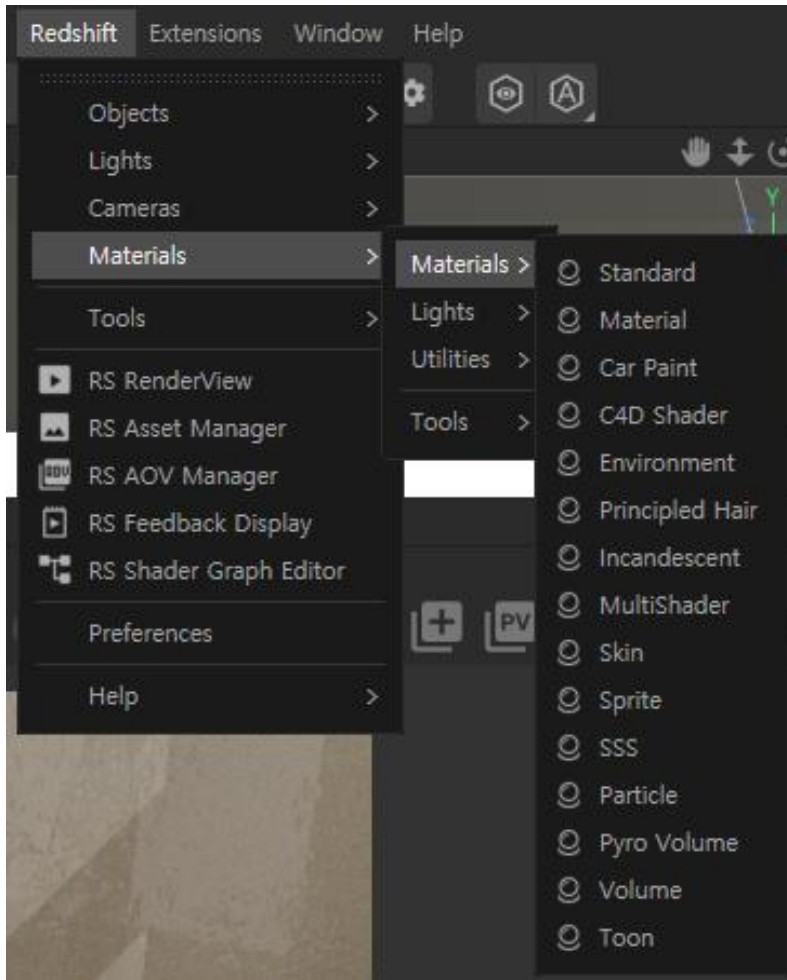 Redshift Extensions Window Help
Objects
Lights
Cameras
Materials
Tools
RS RenderView
RS Asset Manager
AOV
RS AOV Manager
RS Feedback Display
RS Shader Graph Editor
Preferences
Help
Materials
Lights
Utilities
Tools
Standard
Material
Car Paint
C4D Shader
Environment
Principled Hair
Incandescent
MultiShader
Skin
Sprite
SSS
Particle
Pyro Volume
Volume
Toon
A
Y
PV